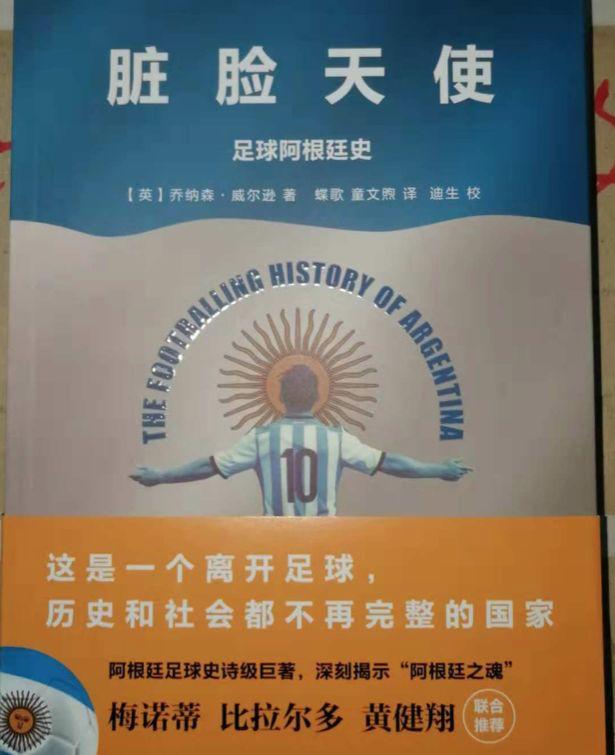 脏脸天使
足球阿根廷史
【英】乔纳森·威尔逊 著 蝶歌 童文煦 译 迪生 校
THE FOOTBALLING HISTORY OF ARGENTINA
10
这是一个离开足球，
历史和社会都不再完整的国家
阿根廷足球史诗级巨著，深刻揭示“阿根廷之魂”
梅诺蒂 比拉尔多 黄健翔 联合
推荐